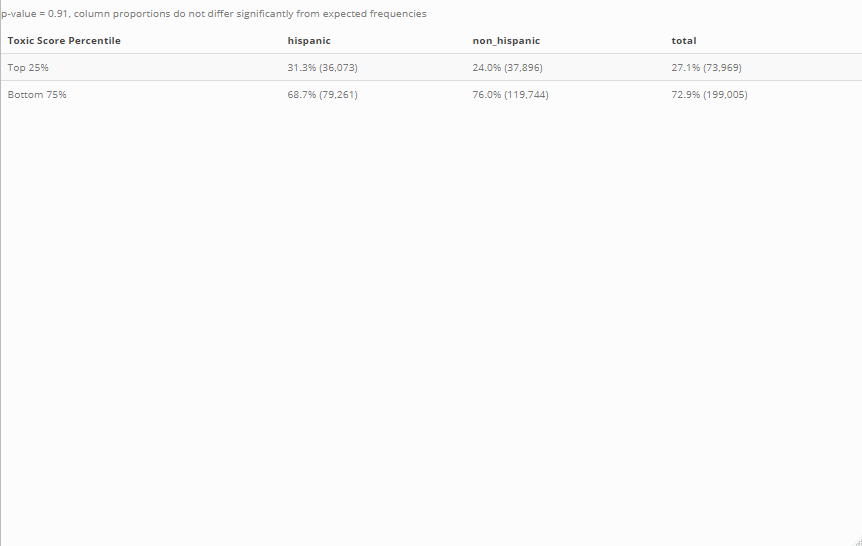 p-value = 0.91, column proportions do not differ significantly from expected frequencies
Toxic Score Percentile hispanic non_hispanic total
Top 25% 31.3% (36,073) 24.0% (37,896) 27.1% (73,969)
Bottom 75% 68.7% (79,261) 76.0% (119,744) 72.9% (199,005)